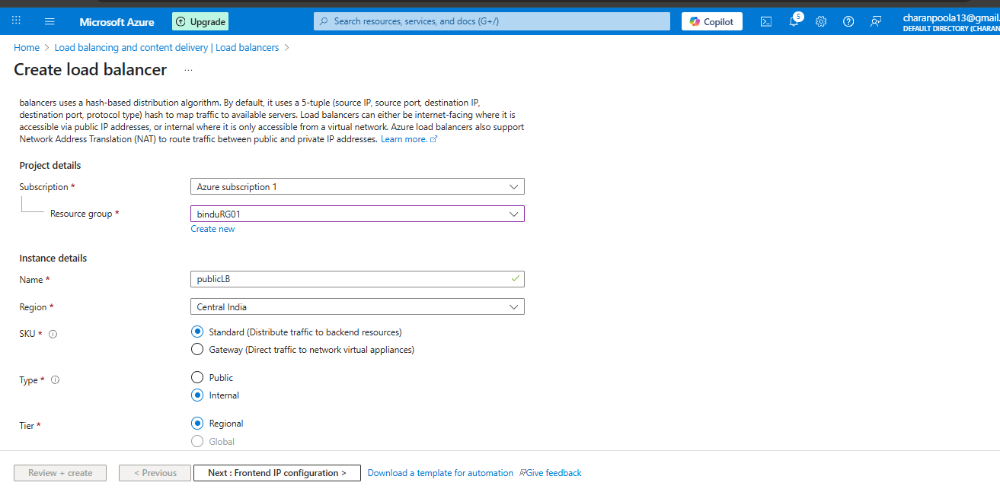 Microsoft Azure
Upgrade
Search resources, services, and docs (G+/)
Copilot
5
charanpoola13@gmail.
DEFAULT DIRECTORY (CHARAN
Home > Load balancing and content delivery | Load balancers >
Create load balancer ...
balancers uses a hash-based distribution algorithm. By default, it uses a 5-tuple (source IP, source port, destination IP,
destination port, protocol type) hash to map traffic to available servers. Load balancers can either be internet-facing where it is
accessible via public IP addresses, or internal where it is only accessible from a virtual network. Azure load balancers also support
Network Address Translation (NAT) to route traffic between public and private IP addresses. Learn more.
Project details
Subscription *
Azure subscription 1
Resource group *
binduRG01
Create new
Instance details
Name *
publicLB
Region *
Central India
SKU *
Standard (Distribute traffic to backend resources)
Gateway (Direct traffic to network virtual appliances)
Type *
Public
Internal
Tier *
Regional
Global
Review + create
< Previous
Next : Frontend IP configuration >
Download a template for automation
Give feedback